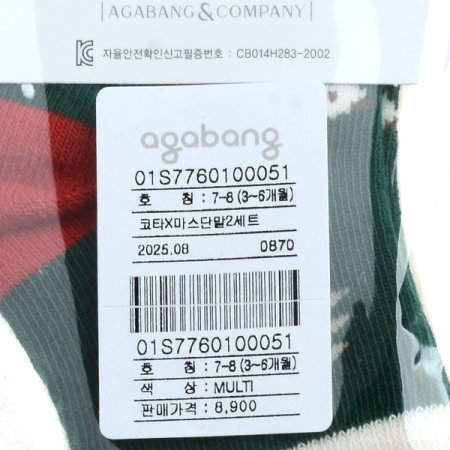 AGABANG&COMPANY
자율안전확인신고필증번호 : CB014H283-2002
agabang
01S7760100051
호 칭 : 7-8 (3~6개월)
코타X마스단말2세트
2025.08 0870
01S7760100051
호 칭 : 7-8 (3~6개월)
색 상 : MULTI
판매가격 : 8,900